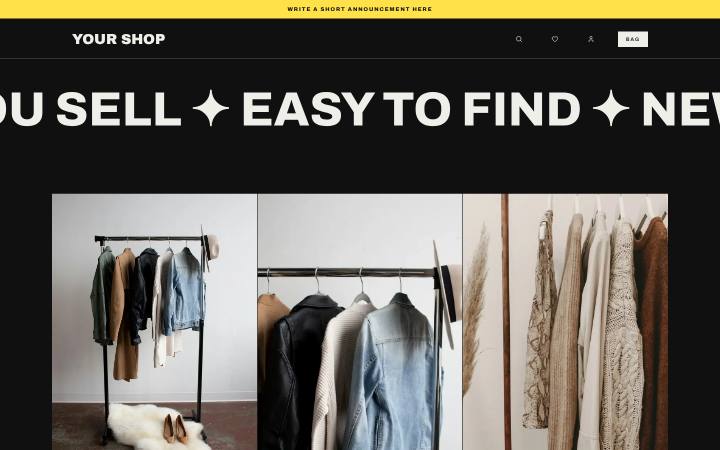 WRITE A SHORT ANNOUNCEMENT HERE
YOUR SHOP
BAG
OU SELL ✦ EASY TO FIND ✦ NEW